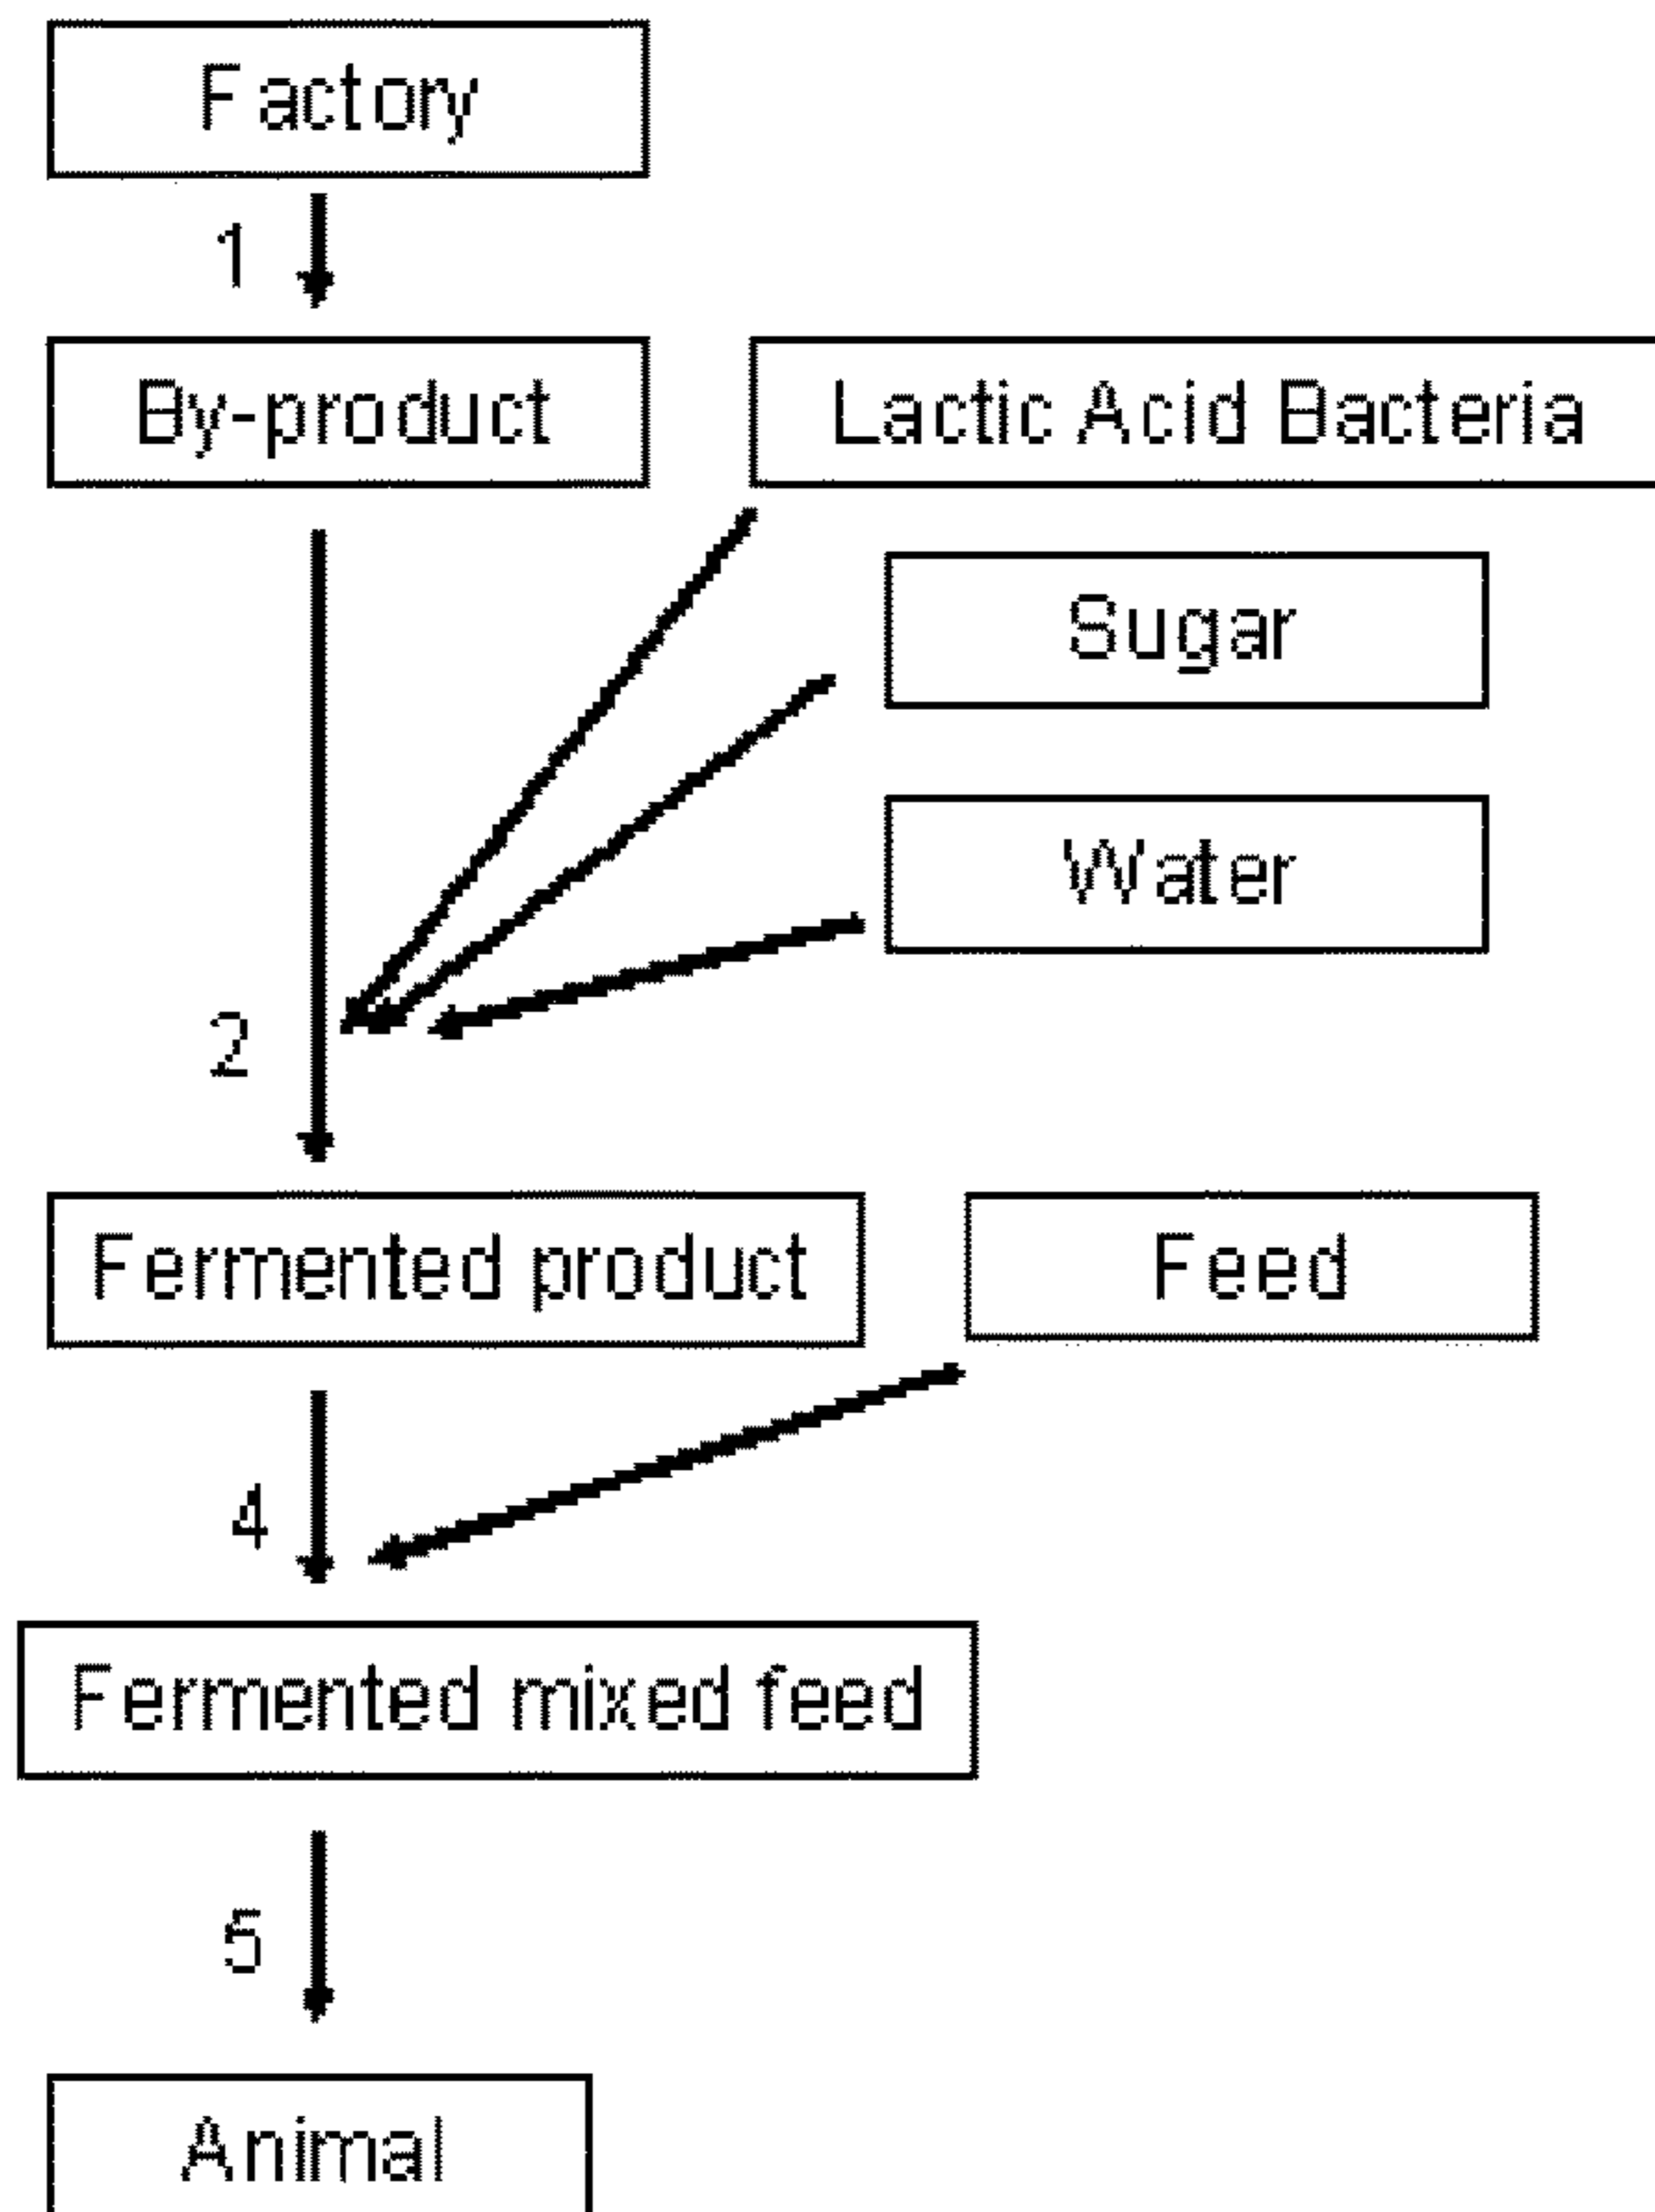 Factory
1
By-product
Lactic Acid Bacteria
Sugar
Water
2
Fermented product
Feed
4
Fermented mixed feed
5
Animal